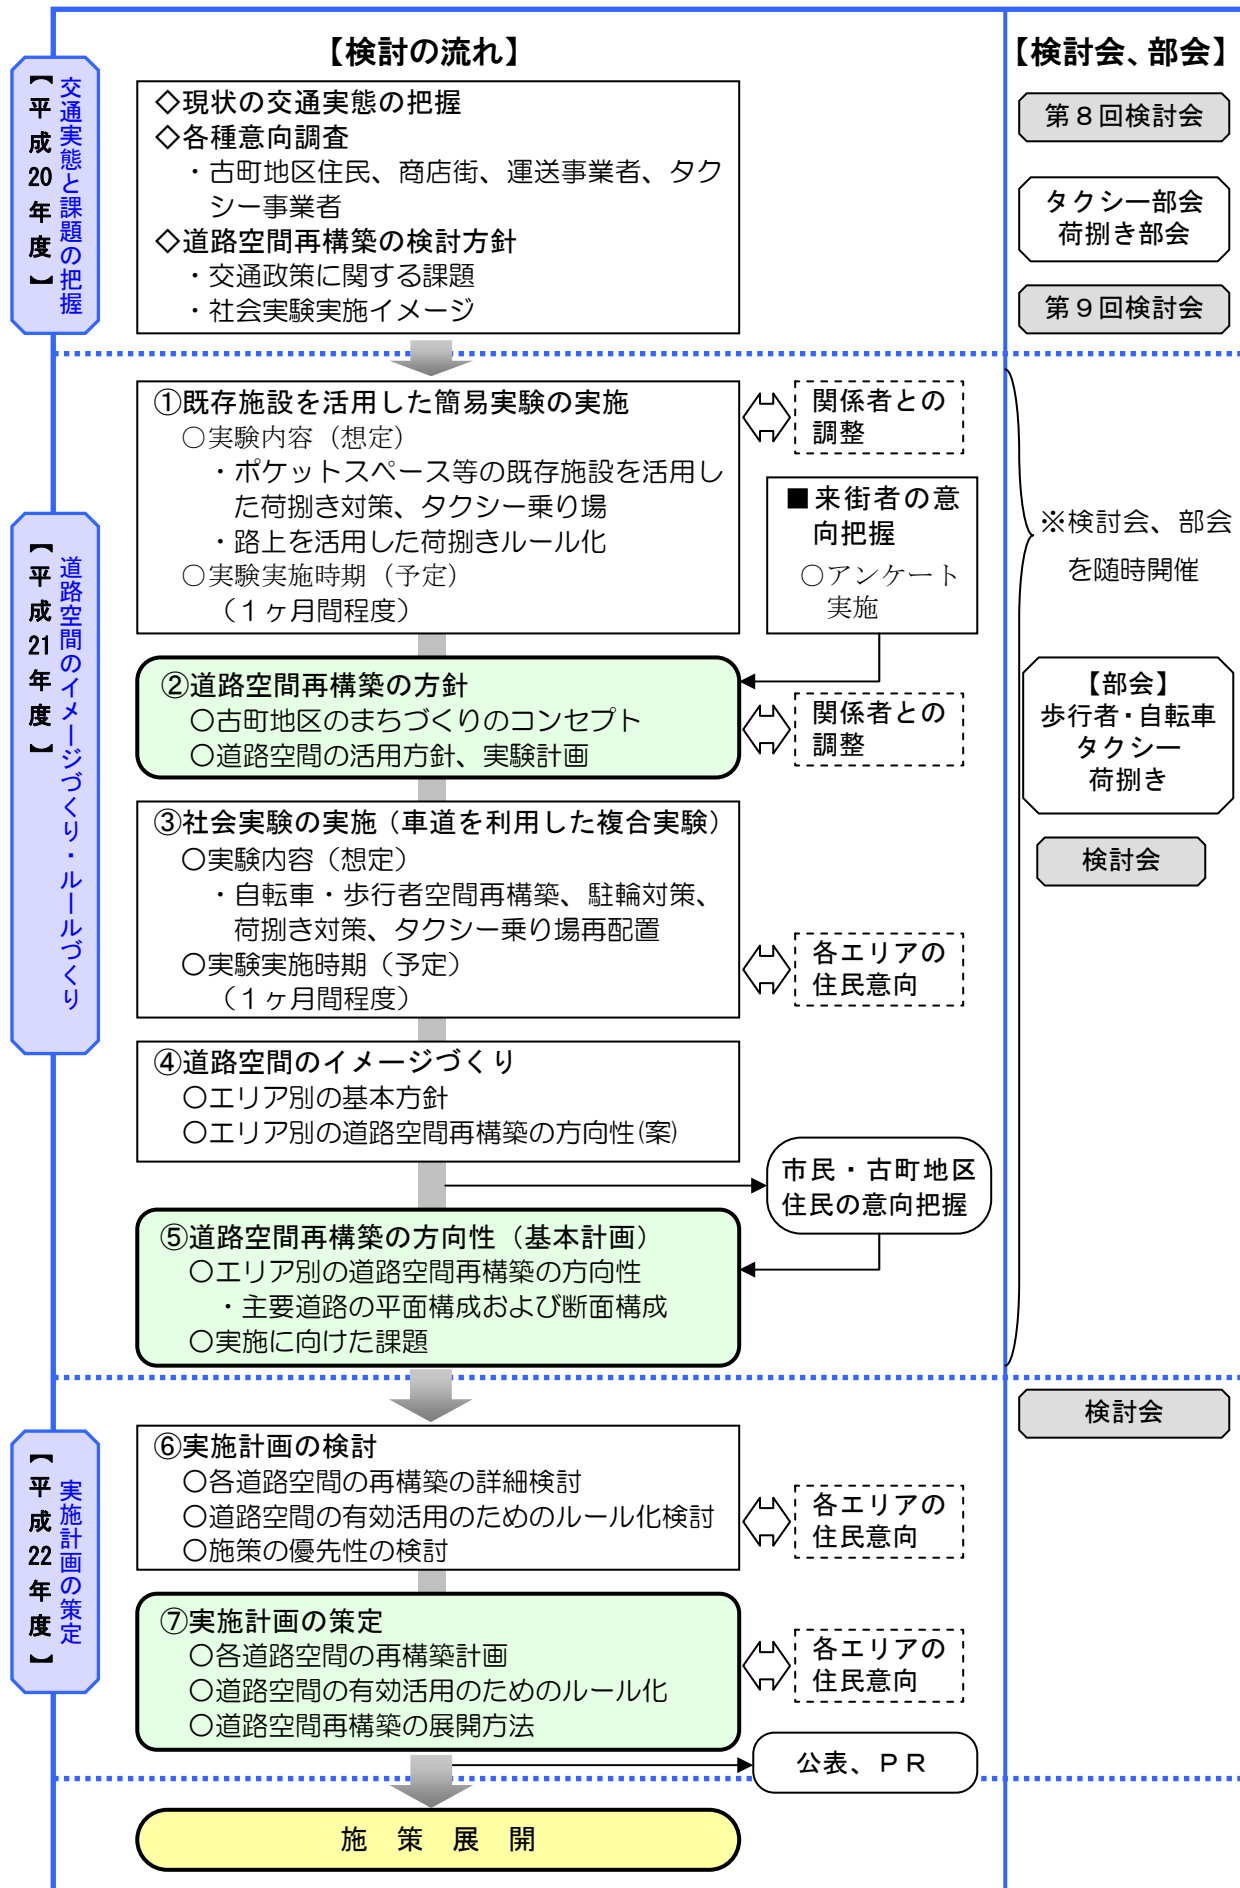 【検討の流れ】
【検討会、部会】
【平成20年度】
交通実態と課題の把握
◇現状の交通実態の把握
◇各種意向調査
・古町地区住民、商店街、運送事業者、タク
シー事業者
◇道路空間再構築の検討方針
・交通政策に関する課題
・社会実験実施イメージ
第８回検討会
タクシー部会
荷捌き部会
第９回検討会
【平成21年度】
道路空間のイメージづくり・ルールづくり
①既存施設を活用した簡易実験の実施
○実験内容（想定）
・ポケットスペース等の既存施設を活用し
た荷捌き対策、タクシー乗り場
・路上を活用した荷捌きルール化
○実験実施時期（予定）
（１ヶ月間程度）
関係者との
調整
■来街者の意
向把握
○アンケート
実施
②道路空間再構築の方針
○古町地区のまちづくりのコンセプト
○道路空間の活用方針、実験計画
関係者との
調整
③社会実験の実施（車道を利用した複合実験）
○実験内容（想定）
・自転車・歩行者空間再構築、駐輪対策、
荷捌き対策、タクシー乗り場再配置
○実験実施時期（予定）
（１ヶ月間程度）
各エリアの
住民意向
④道路空間のイメージづくり
○エリア別の基本方針
○エリア別の道路空間再構築の方向性(案)
市民・古町地区
住民の意向把握
⑤道路空間再構築の方向性（基本計画）
○エリア別の道路空間再構築の方向性
・主要道路の平面構成および断面構成
○実施に向けた課題
※検討会、部会
を随時開催
【部会】
歩行者・自転車
タクシー
荷捌き
検討会
【平成22年度】
実施計画の策定
⑥実施計画の検討
○各道路空間の再構築の詳細検討
○道路空間の有効活用のためのルール化検討
○施策の優先性の検討
各エリアの
住民意向
検討会
⑦実施計画の策定
○各道路空間の再構築計画
○道路空間の有効活用のためのルール化
○道路空間再構築の展開方法
各エリアの
住民意向
公表、ＰＲ
施　策　展　開